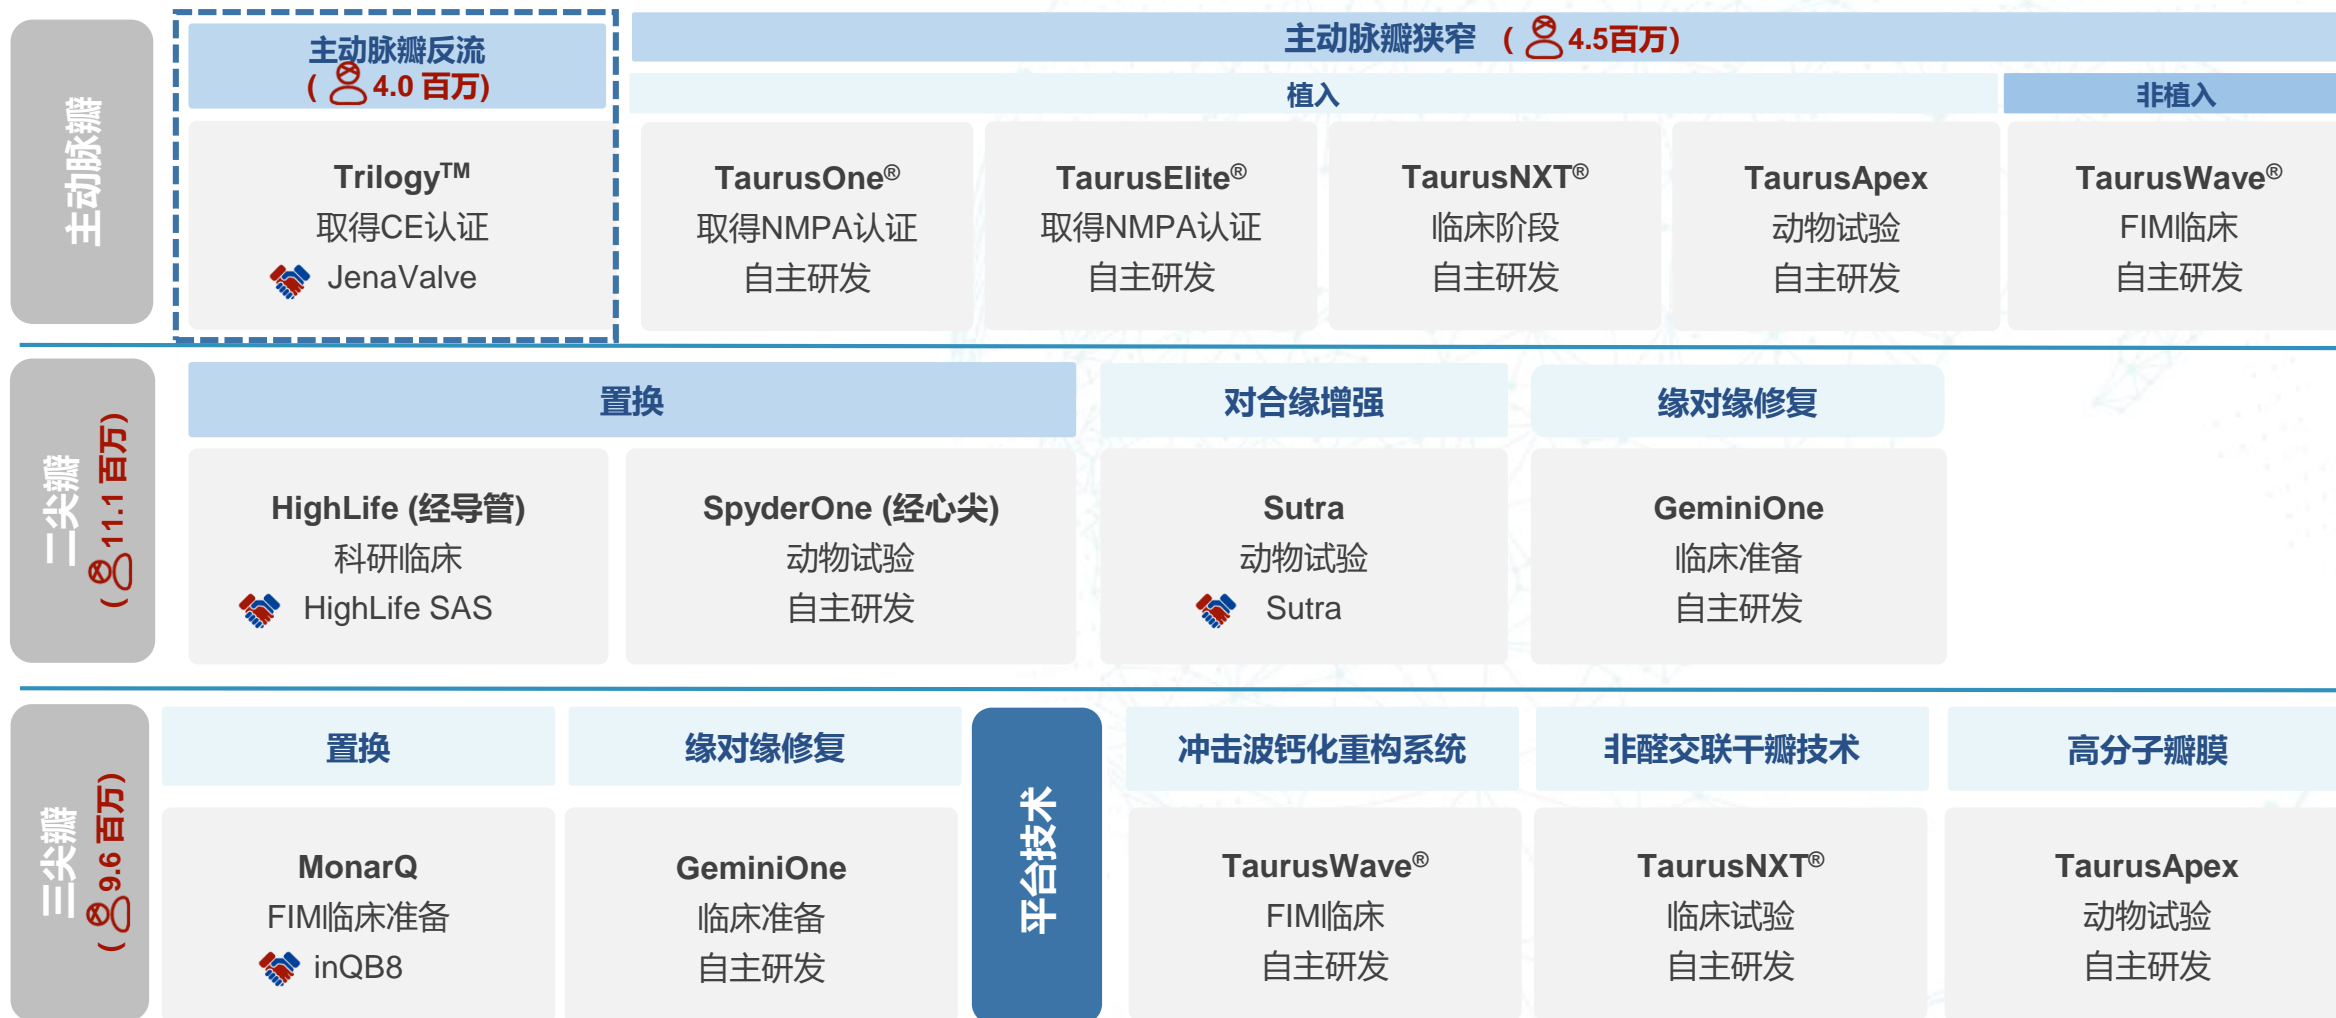 主动脉瓣
主动脉瓣反流
( 4.0 百万)
主动脉瓣狭窄 ( 4.5百万)
植入
非植入
Trilogy™
取得CE认证
JenaValve
TaurusOne®
取得NMPA认证
自主研发
TaurusElite®
取得NMPA认证
自主研发
TaurusNXT®
临床阶段
自主研发
TaurusApex
动物试验
自主研发
TaurusWave®
FIM临床
自主研发
二尖瓣
( 11.1 百万)
置换
对合缘增强
缘对缘修复
HighLife (经导管)
科研临床
HighLife SAS
SpyderOne (经心尖)
动物试验
自主研发
Sutra
动物试验
Sutra
GeminiOne
临床准备
自主研发
三尖瓣
( 9.6 百万)
置换
缘对缘修复
MonarQ
FIM临床准备
inQB8
GeminiOne
临床准备
自主研发
平台技术
冲击波钙化重构系统
非醛交联干瓣技术
高分子瓣膜
TaurusWave®
FIM临床
自主研发
TaurusNXT®
临床试验
自主研发
TaurusApex
动物试验
自主研发